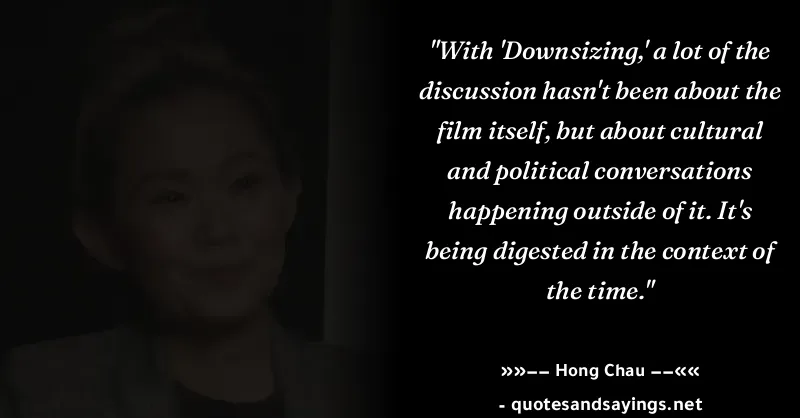 "With 'Downsizing,' a lot of the
discussion hasn't been about the
film itself, but about cultural
and political conversations
happening outside of it. It's
being digested in the context of
the time."
»»–– Hong Chau ––««
- quotesandsayings.net